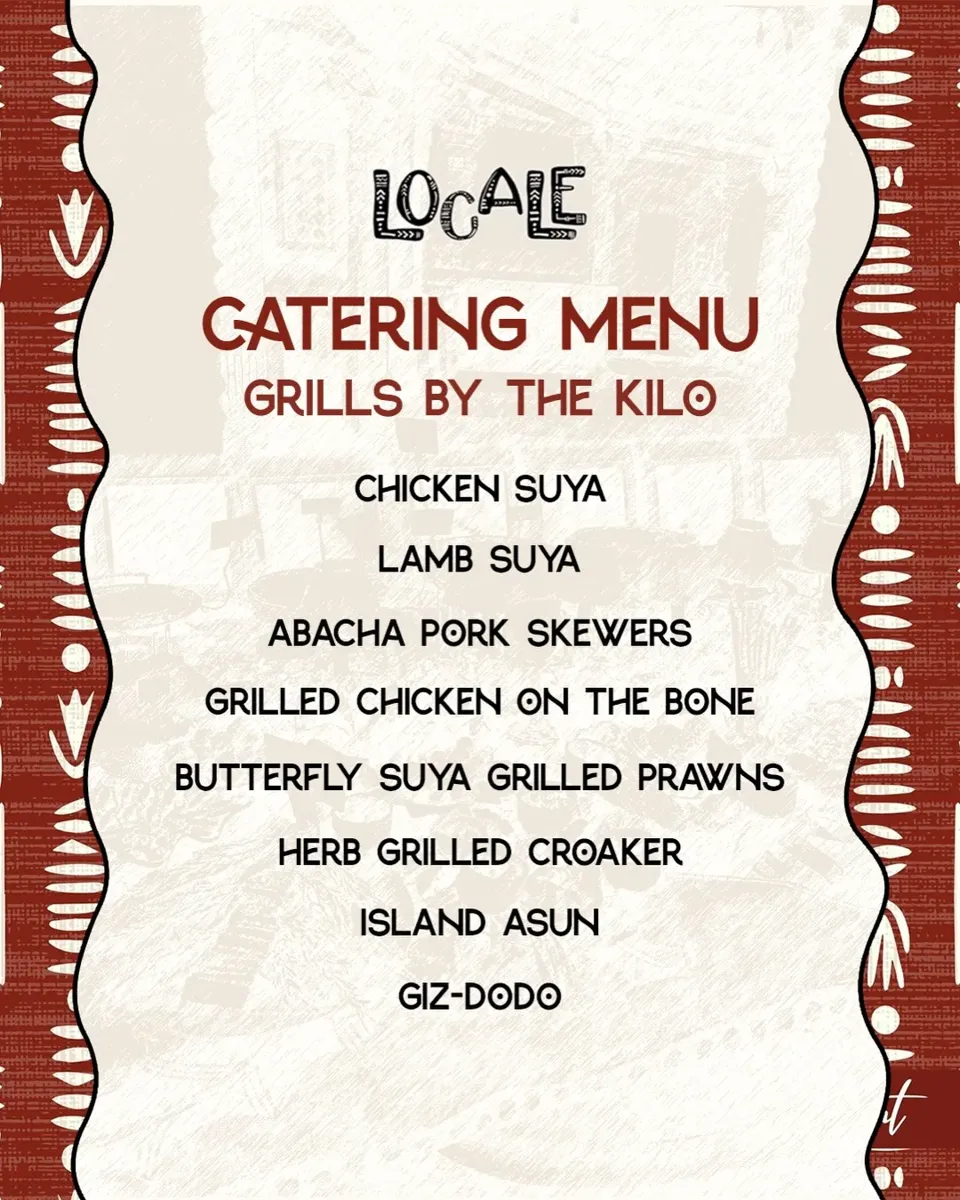 LOCALE
CATERING MENU
GRILLS BY THE KILO
CHICKEN SUYA
LAMB SUYA
ABACHA PORK SKEWERS
GRILLED CHICKEN ON THE BONE
BUTTERFLY SUYA GRILLED PRAWNS
HERB GRILLED CROAKER
ISLAND ASUN
GIZ-DODO